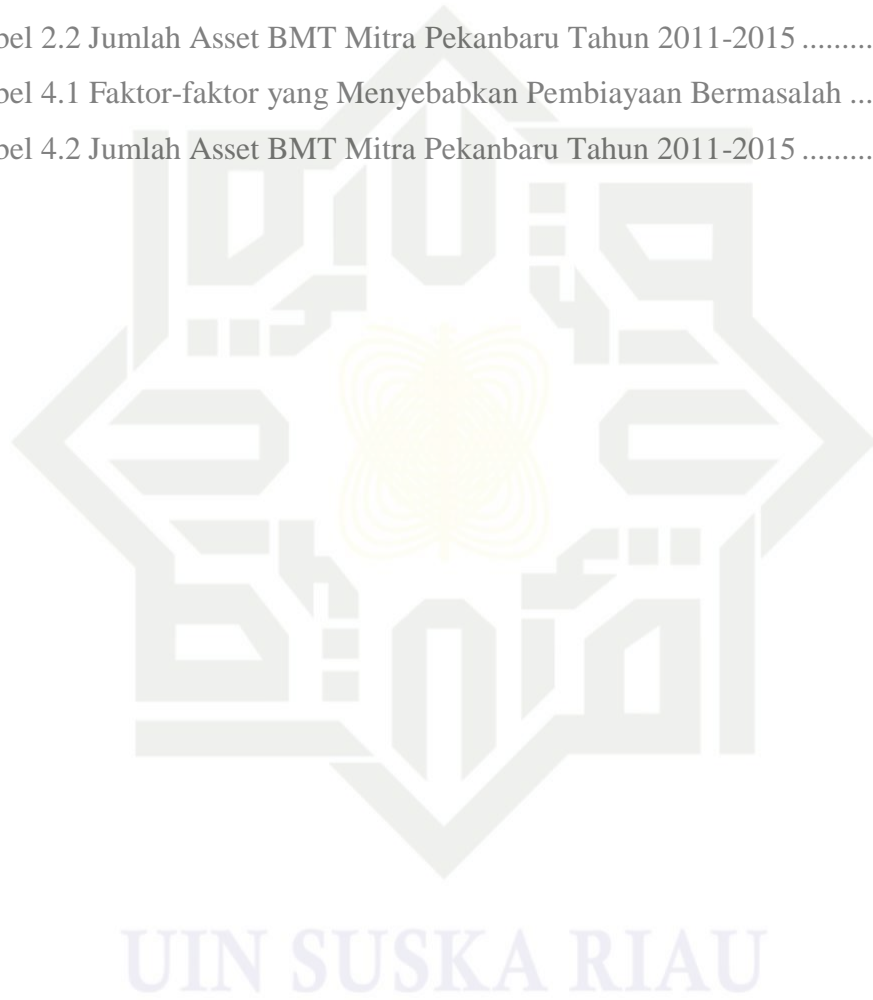 bel 2.2 Jumlah Asset BMT Mitra Pekanbaru Tahun 2011-2015 .........
bel 4.1 Faktor-faktor yang Menyebabkan Pembiayaan Bermasalah ...
bel 4.2 Jumlah Asset BMT Mitra Pekanbaru Tahun 2011-2015 .........
UIN SUSKA RIAU